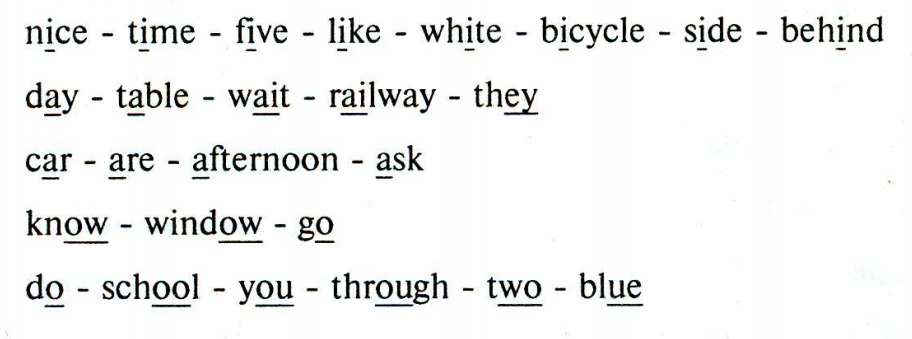 nice - time - five - like - white - bicycle - side - behind
day - table - wait - railway - they
car - are - afternoon - ask
know - window - go
do - school - you - through - two - blue